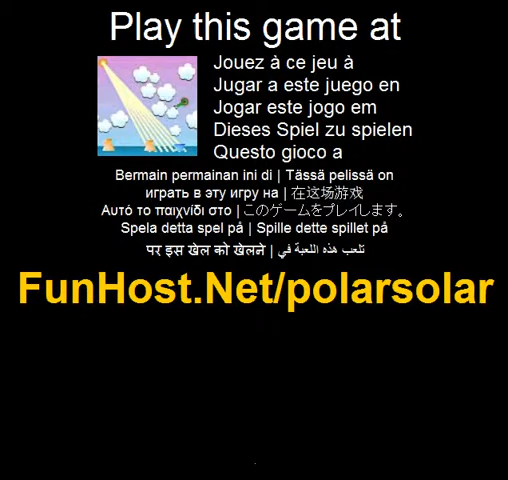 Play this game at
Jouez à ce jeu à
Jugar a este juego en
Jogar este jogo em
Dieses Spiel zu spielen
Questo gioco a
Bermain permainan ini di | Tässä pelissä on
играть в эту игру на | 在这场游戏
Αυτό το παιχνίδι στο | このゲームをプレイします。
Spela detta spel på | Spille dette spillet på
पर इस खेल को खेलने | تلعب هذه اللعبة في
FunHost.Net/polarsolar